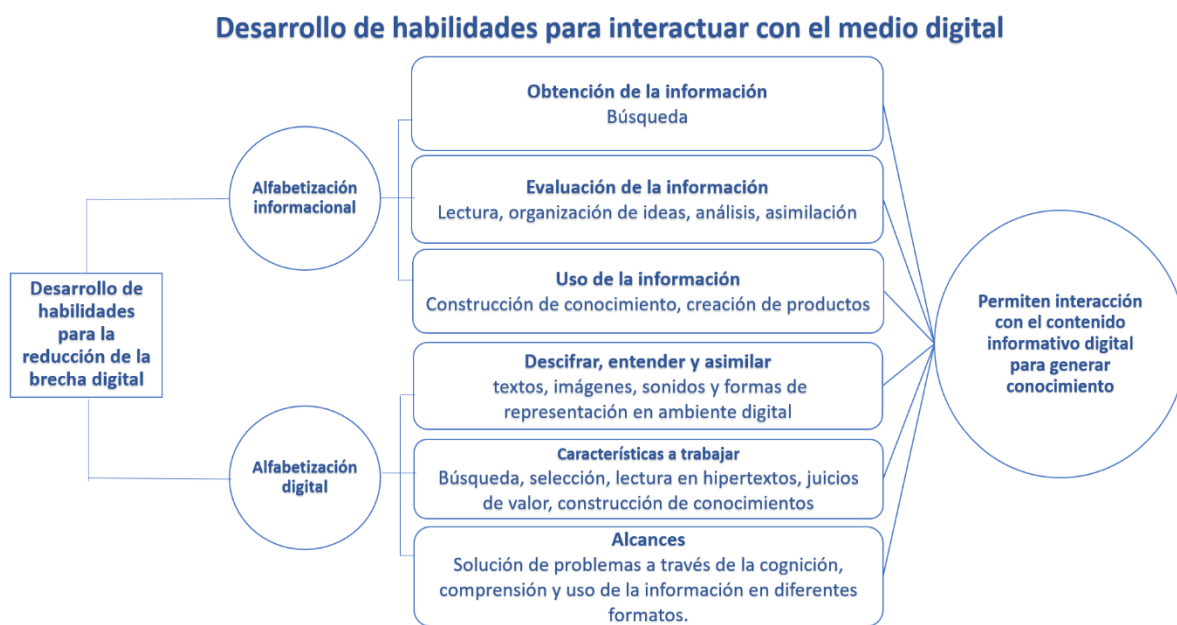 Desarrollo de habilidades para interactuar con el medio digital
Desarrollo de
habilidades
para la
reducción de la
brecha digital
Alfabetización
informacional
Obtención de la información
Búsqueda
Evaluación de la información
Lectura, organización de ideas, análisis, asimilación
Uso de la información
Construcción de conocimiento, creación de productos
Alfabetización
digital
Descifrar, entender y asimilar
textos, imágenes, sonidos y formas de
representación en ambiente digital
Características a trabajar
Búsqueda, selección, lectura en hipertextos, juicios
de valor, construcción de conocimientos
Alcances
Solución de problemas a través de la cognición,
comprensión y uso de la información en diferentes
formatos.
Permiten interacción
con el contenido
informativo digital
para generar
conocimiento